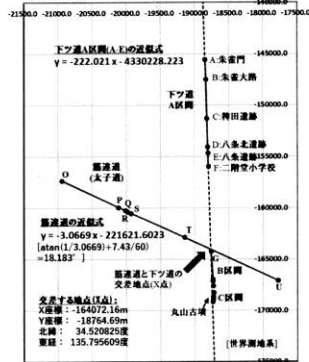 -21500.0 -20900.0 -20300.0 -19700.0 -19100.0 -18500.0 -17900.0
-140000.0
下ツ道A区間(A-E)の近似式
y = -222.021 x - 4330228.223
-145000.0
A:朱雀門
B:朱雀大路
下ツ道
A区間
-150000.0
C:稗田遺跡
D:八条北遺跡
E:八条遺跡
F:二階堂小学校
-155000.0
O
筋違道
(太子道)
P
Q
S
R
-160000.0
筋違道の近似式
y = -3.0669 x - 221621.6023
[atan(1/3.0669)+7.43/60)
=18.183°]
T
G
筋違道と下ツ道の
交差地点(X点)
B区間
-165000.0
U
C区間
丸山古墳
交差する地点(X点):
X座標= -164072.16m
Y座標= -18764.69m
北緯= 34.520825度
東経= 135.795609度
-170000.0
[世界測地系]
-175000.0